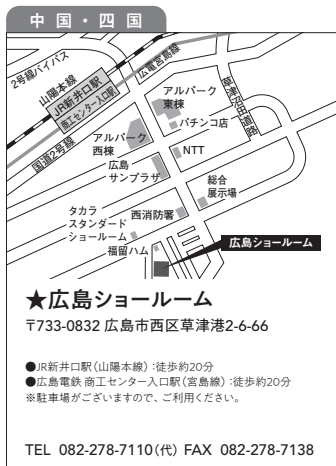 中国・四国
2号線バイパス
山陽本線
JR新井口駅
商工センター入口駅
広電宮島線
国道2号線
草津沼田道路
アルパーク
東棟
パチンコ店
アルパーク
西棟
NTT
広島
サンプラザ
総合
展示場
西消防署
タカラ
スタンダード
ショールーム
福留ハム
広島ショールーム
★広島ショールーム
〒733-0832 広島市西区草津港2-6-66
●JR新井口駅(山陽本線):徒歩約20分
●広島電鉄 商工センター入口駅(宮島線):徒歩約20分
※駐車場がございますので、ご利用ください。
TEL 082-278-7110(代) FAX 082-278-7138